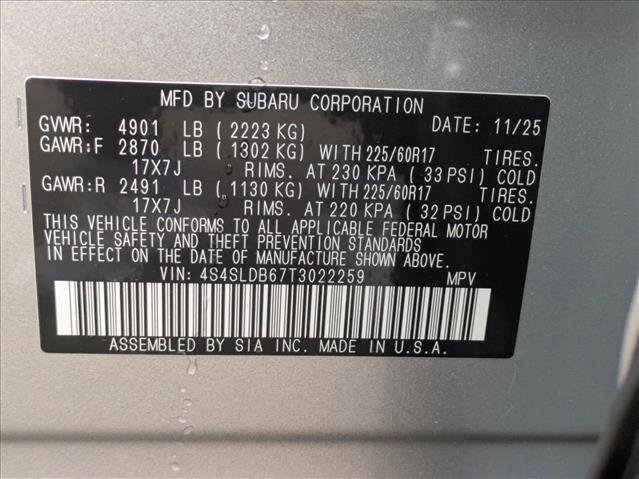 MFD BY SUBARU CORPORATION
GVWR: 4901 LB (2223 KG) DATE: 11/25
GAWR:F 2870 LB (1302 KG) WITH 225/60R17 TIRES.
17X7J RIMS. AT 230 KPA (33 PSI) COLD
GAWR:R 2491 LB (1130 KG) WITH 225/60R17 TIRES.
17X7J RIMS. AT 220 KPA (32 PSI) COLD
THIS VEHICLE CONFORMS TO ALL APPLICABLE FEDERAL MOTOR
VEHICLE SAFETY AND THEFT PREVENTION STANDARDS
IN EFFECT ON THE DATE OF MANUFACTURE SHOWN ABOVE.
VIN: 4S4SLDB67T3022259 MPV
ASSEMBLED BY SIA INC. MADE IN U.S.A.